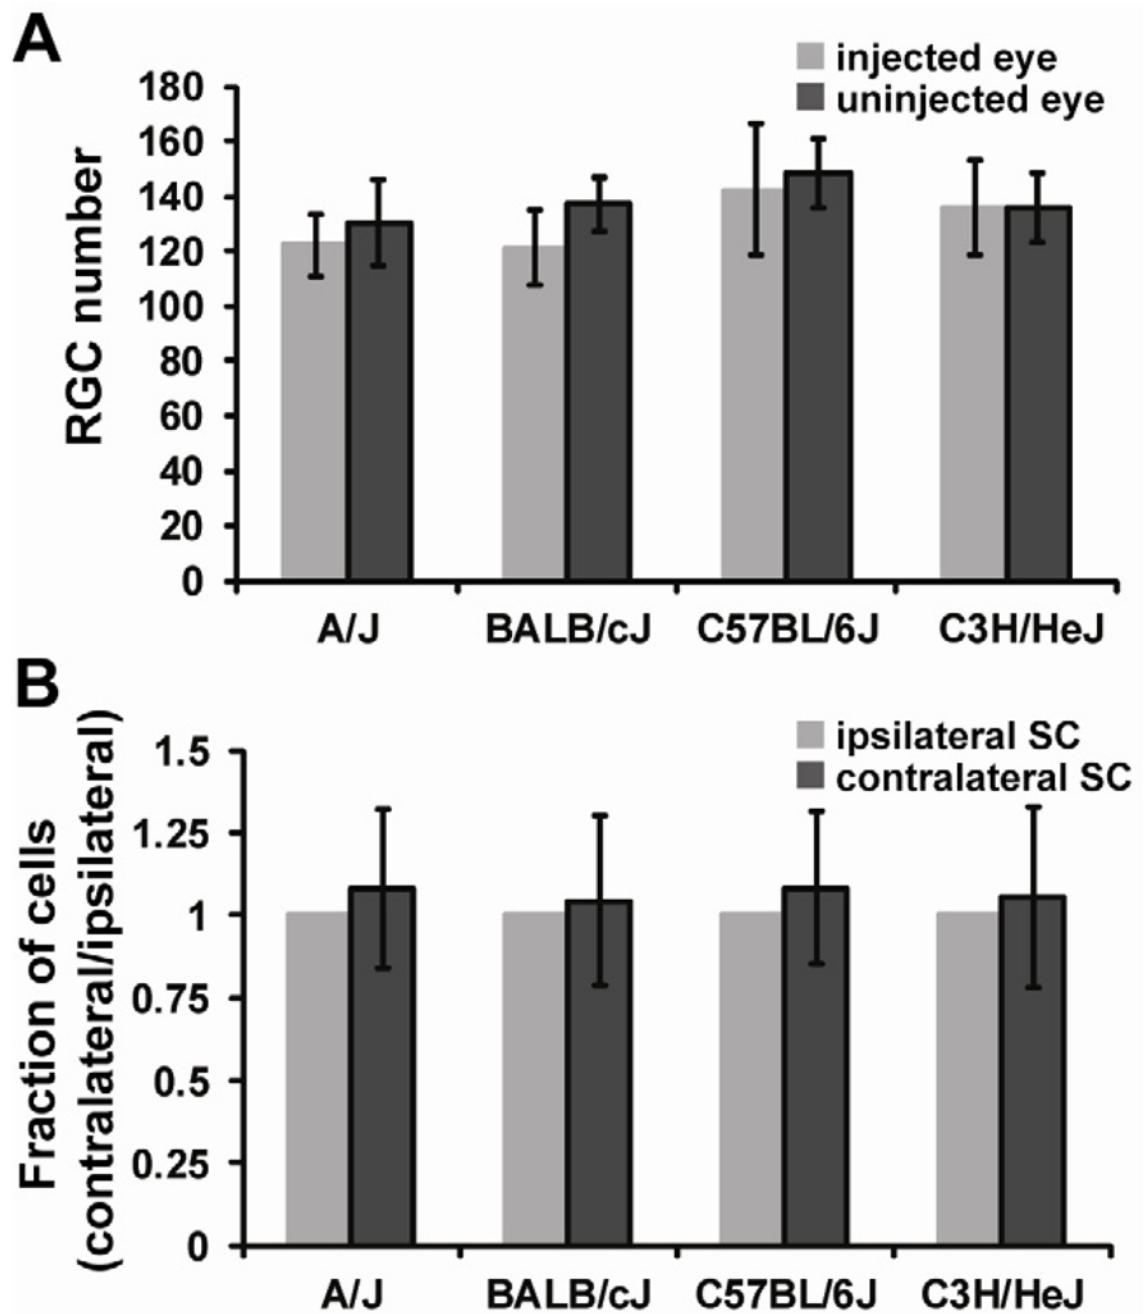 A
injected eye
uninjected eye
RGC number
180
160
140
120
100
80
60
40
20
0
A/J
BALB/cJ
C57BL/6J
C3H/HeJ
B
ipsilateral SC
contralateral SC
Fraction of cells
(contralateral/ipsilateral)
1.5
1.25
1
0.75
0.5
0.25
0
A/J
BALB/cJ
C57BL/6J
C3H/HeJ